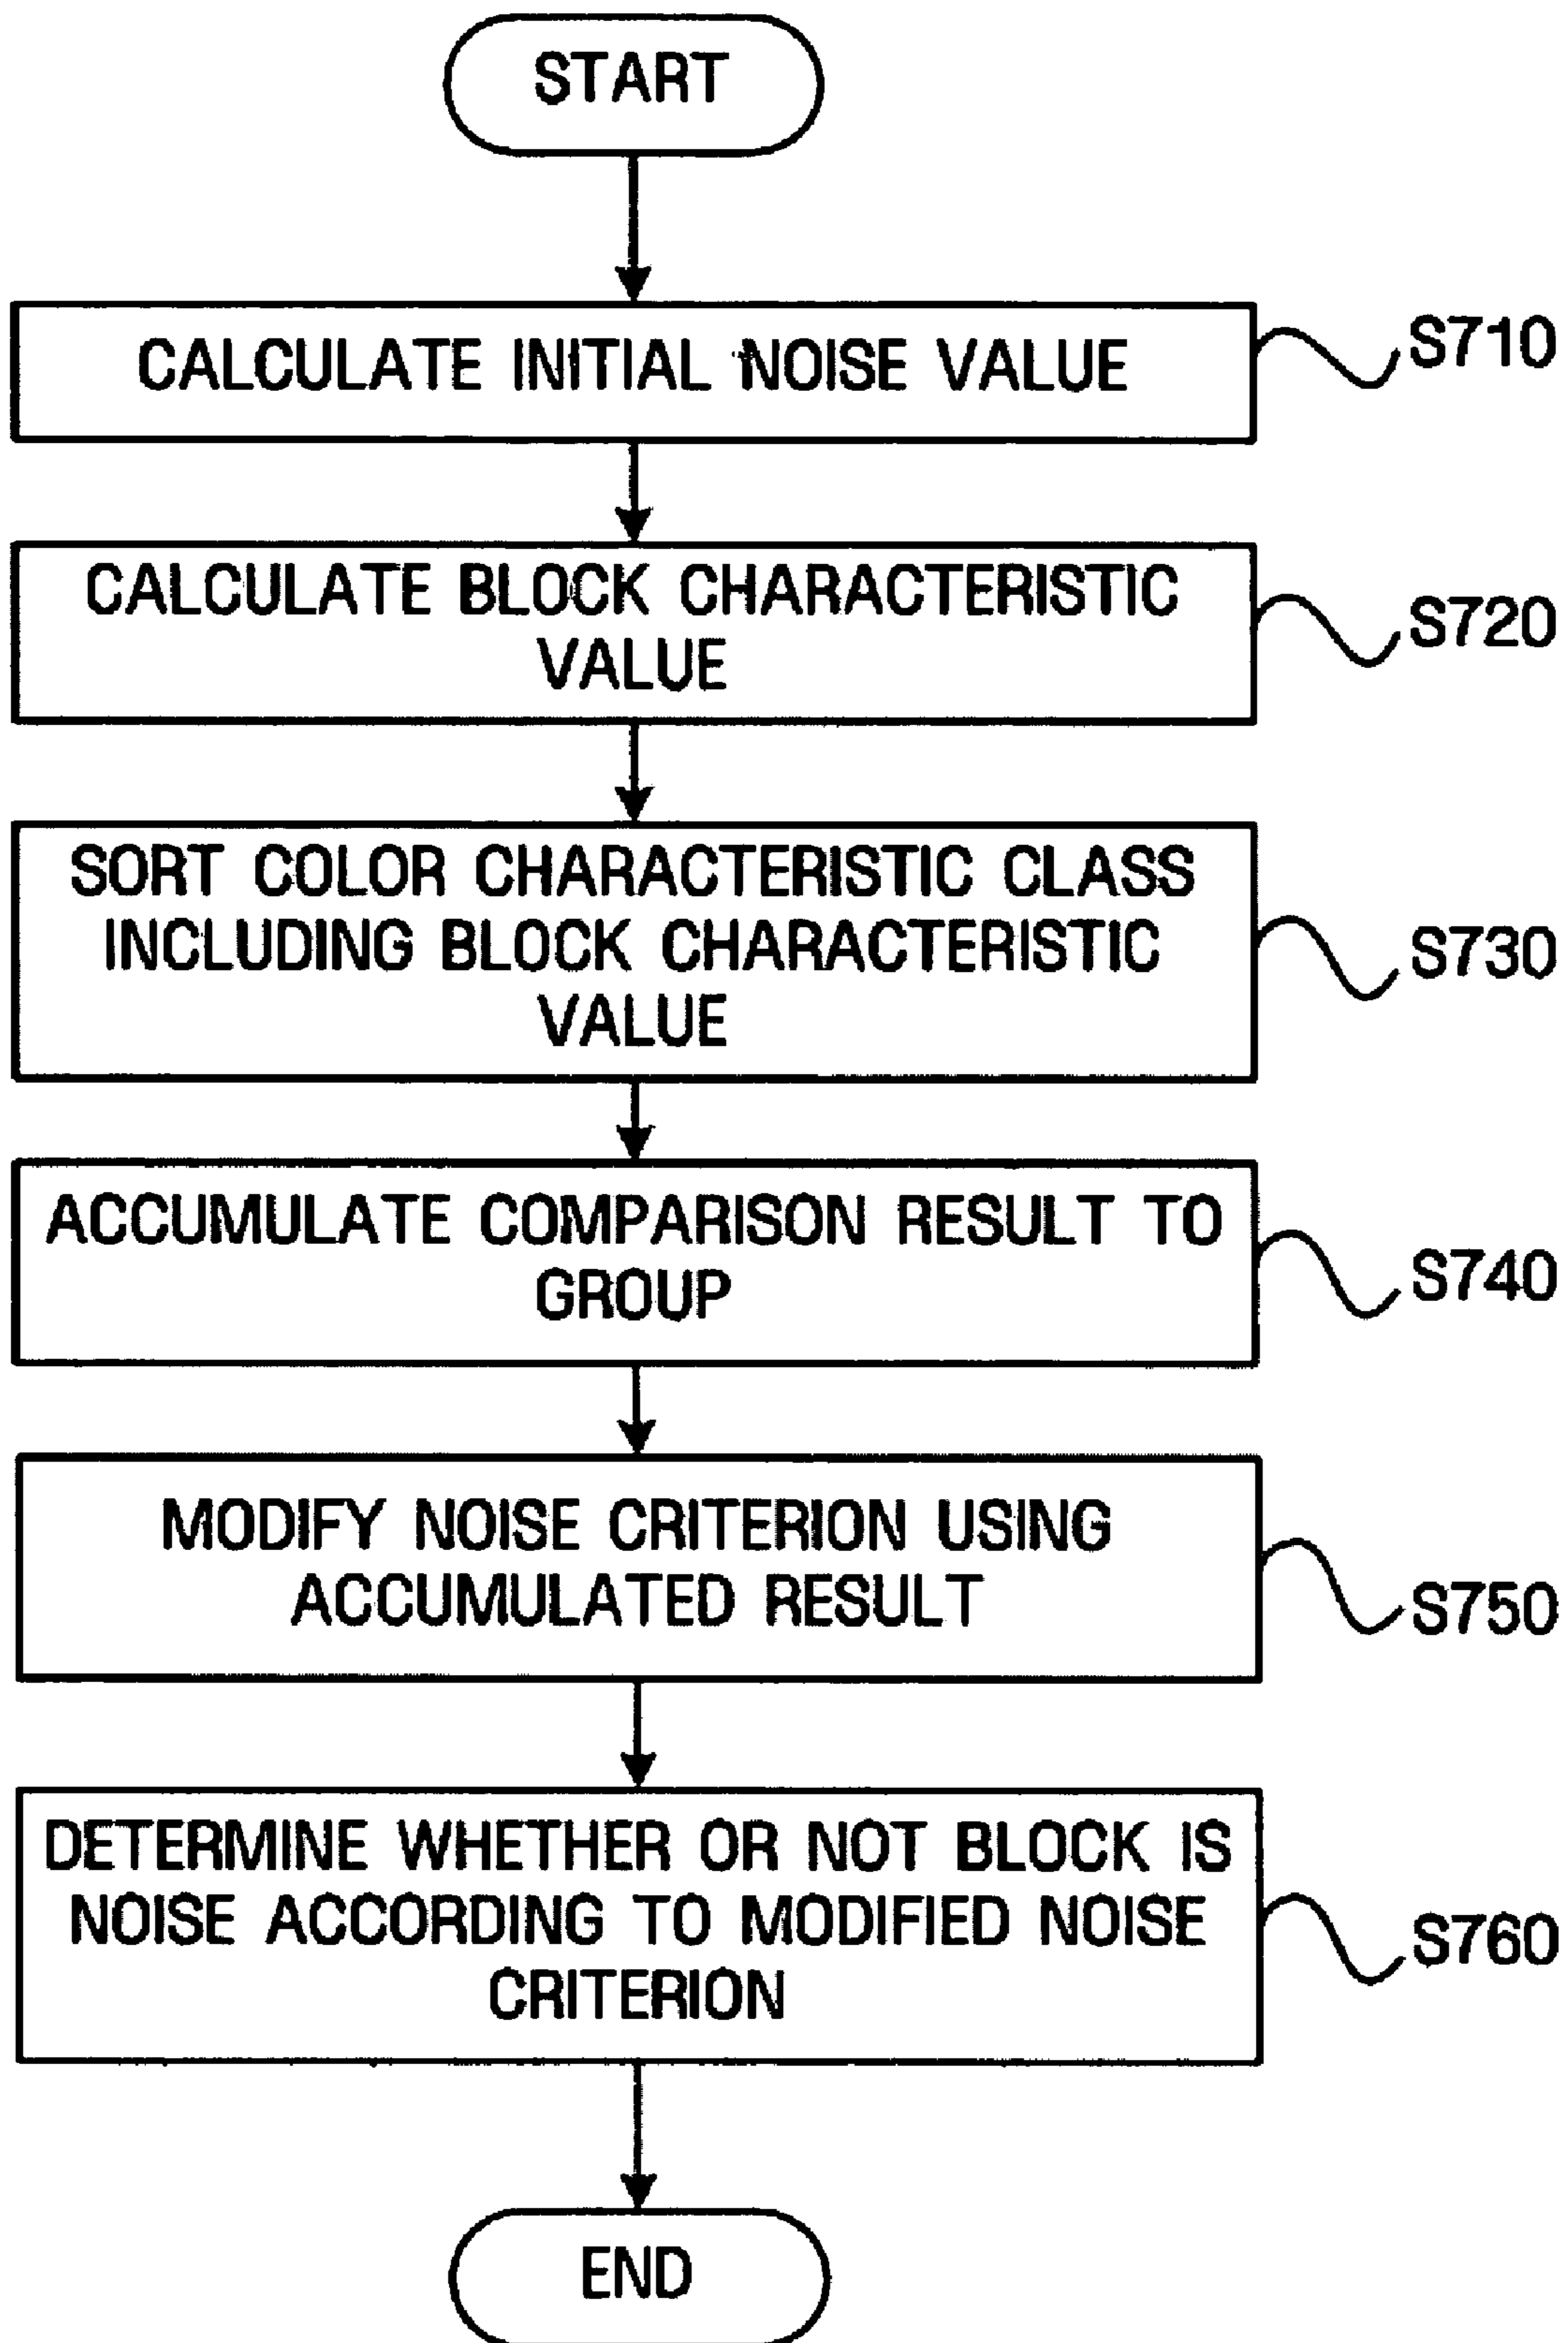 START
CALCULATE INITIAL NOISE VALUE
S710
CALCULATE BLOCK CHARACTERISTIC
VALUE
S720
SORT COLOR CHARACTERISTIC CLASS
INCLUDING BLOCK CHARACTERISTIC
VALUE
S730
ACCUMULATE COMPARISON RESULT TO
GROUP
S740
MODIFY NOISE CRITERION USING
ACCUMULATED RESULT
S750
DETERMINE WHETHER OR NOT BLOCK IS
NOISE ACCORDING TO MODIFIED NOISE
CRITERION
S760
END